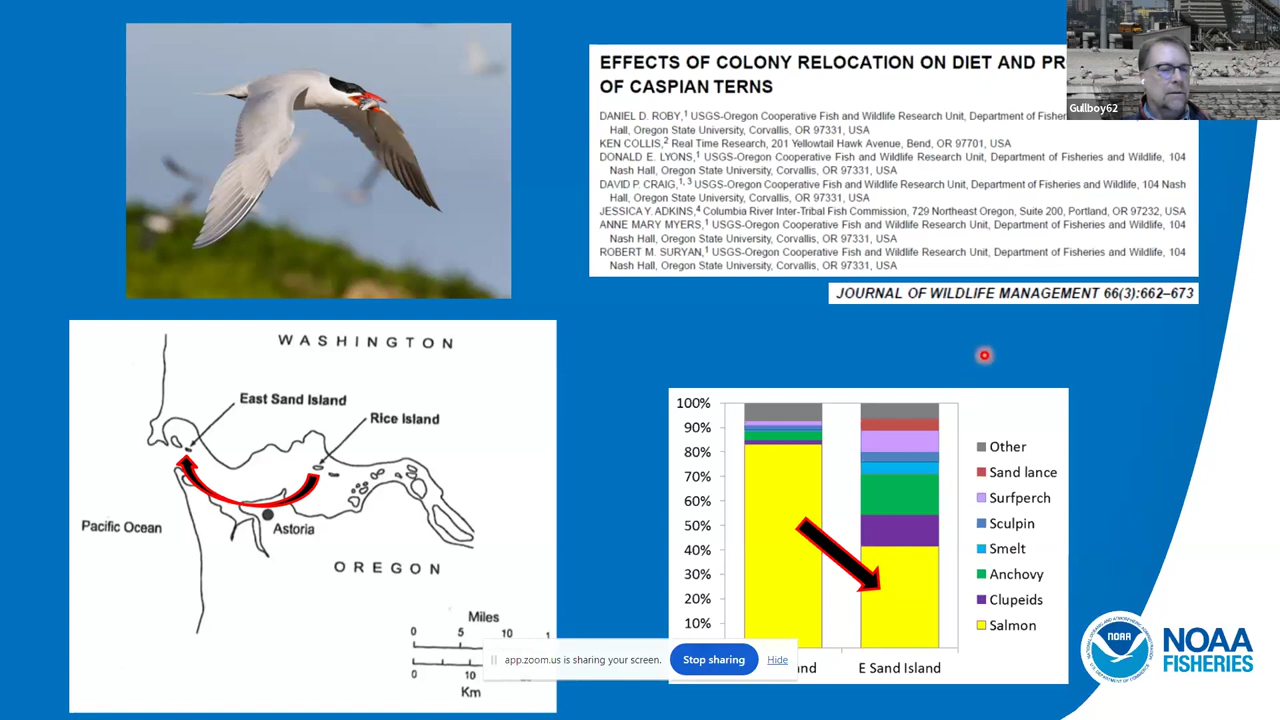 EFFECTS OF COLONY RELOCATION ON DIET AND
OF CASPIAN TERNS
DANIEL D. ROBY,1 USGS-Oregon Cooperative Fish and Wildlife Research Unit, Department of
Hall, Oregon State University, Corvallis, OR 97331, USA
KEN COLLIS,2 Real Time Research, 201 Yellowtail Hawk Avenue, Bend, OR 97701, USA
DONALD E. LYONS,1 USGS-Oregon Cooperative Fish and Wildlife Research Unit, Department of Fisheries and Wildlife, 104
Nash Hall, Oregon State University, Corvallis, OR 97331, USA
DAVID P. CRAIG,1, 3 USGS-Oregon Cooperative Fish and Wildlife Research Unit, Department of Fisheries and Wildlife, 104 Nash
Hall, Oregon State University, Corvallis, OR 97331, USA
JESSICA Y. ADKINS,4 Columbia River Inter-Tribal Fish Commission, 729 Northeast Oregon, Suite 200, Portland, OR 97232, USA
ANNE MARY MYERS,1 USGS-Oregon Cooperative Fish and Wildlife Research Unit, Department of Fisheries and Wildlife, 104
Nash Hall, Oregon State University, Corvallis, OR 97331, USA
ROBERT M. SURYAN,1 USGS-Oregon Cooperative Fish and Wildlife Research Unit, Department of Fisheries and Wildlife, 104
Nash Hall, Oregon State University, Corvallis, OR 97331, USA
JOURNAL OF WILDLIFE MANAGEMENT 66(3):662–673
Gullboy62
WASHINGTON
East Sand Island
Rice Island
Pacific Ocean
Astoria
OREGON
Miles
0 5 10 1
0 10
Km
100%
90%
80%
70%
60%
50%
40%
30%
20%
10%
E Sand Island
Other
Sand lance
Surfperch
Sculpin
Smelt
Anchovy
Clupeids
Salmon
app.zoom.us is sharing your screen.
Stop sharing
Hide
NOAA
NOAA
FISHERIES